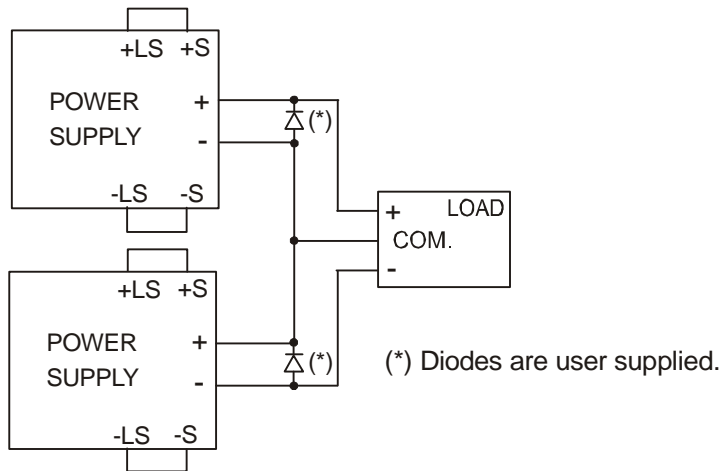 +LS +S
POWER
SUPPLY
+
-
(*)
-LS -S
+ LOAD
COM.
-
+LS +S
POWER
SUPPLY
+
-
(*)
(*) Diodes are user supplied.
-LS -S